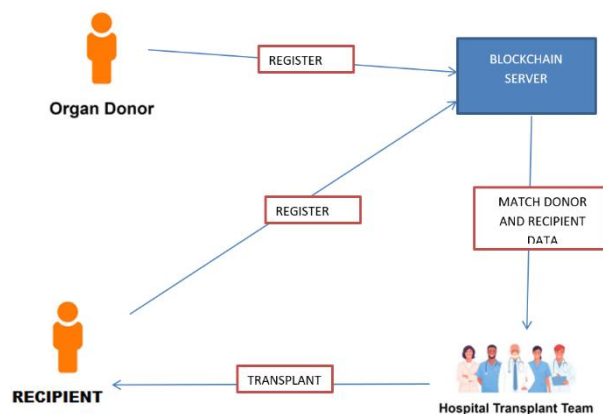 REGISTER
BLOCKCHAIN
SERVER
Organ Donor
REGISTER
MATCH DONOR
AND RECIPIENT
DATA
RECIPIENT
TRANSPLANT
Hospital Transplant Team